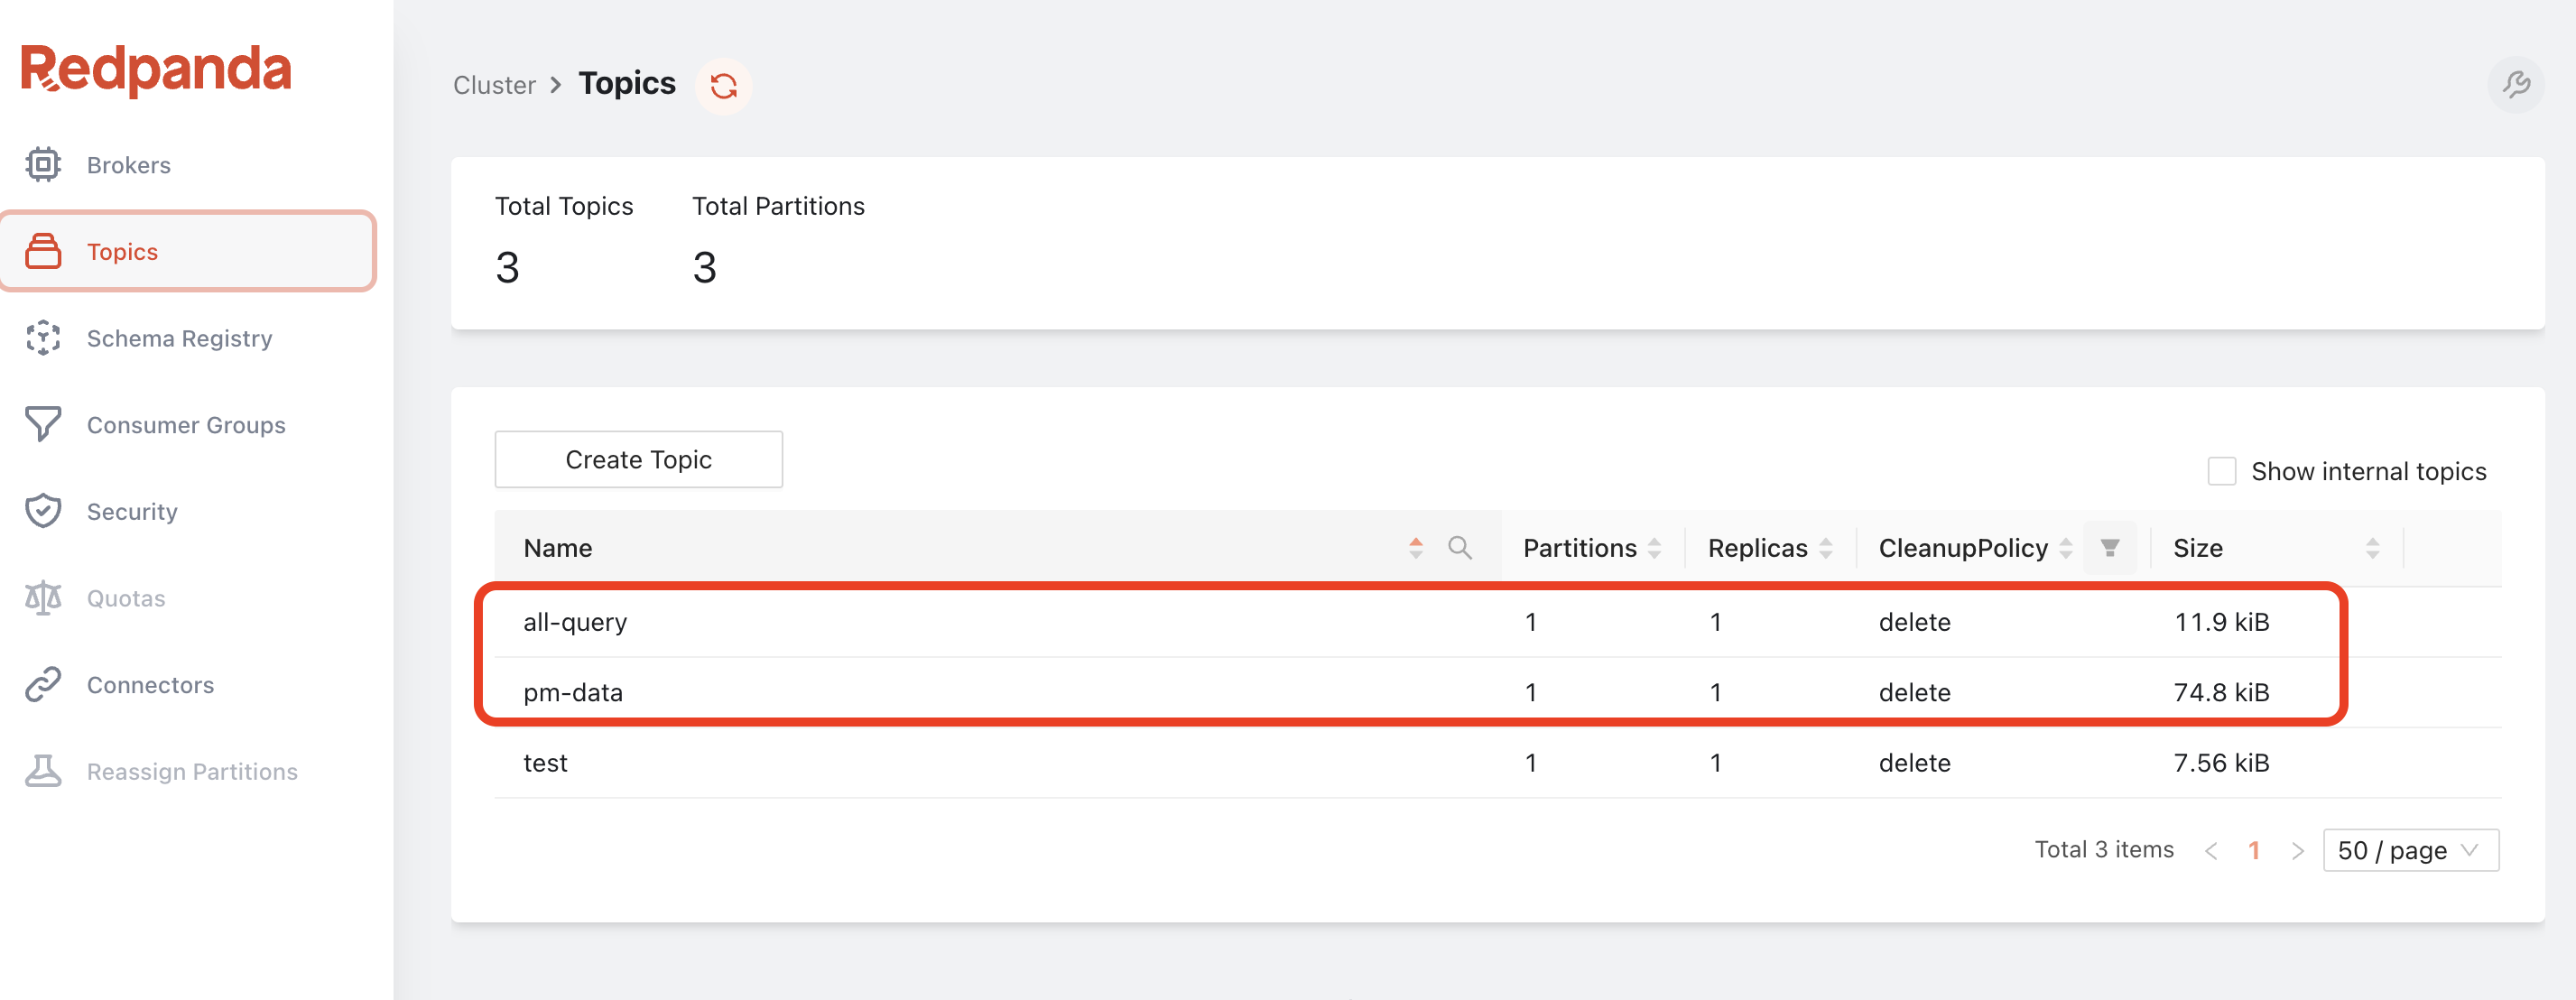 Redpanda
Brokers
Topics
Schema Registry
Consumer Groups
Security
Quotas
Connectors
Reassign Partitions
Cluster > Topics
Total Topics Total Partitions
3 3
Create Topic
Show internal topics
Name Partitions Replicas CleanupPolicy Size
all-query 1 1 delete 11.9 kiB
pm-data 1 1 delete 74.8 kiB
test 1 1 delete 7.56 kiB
Total 3 items < 1 > 50 / page